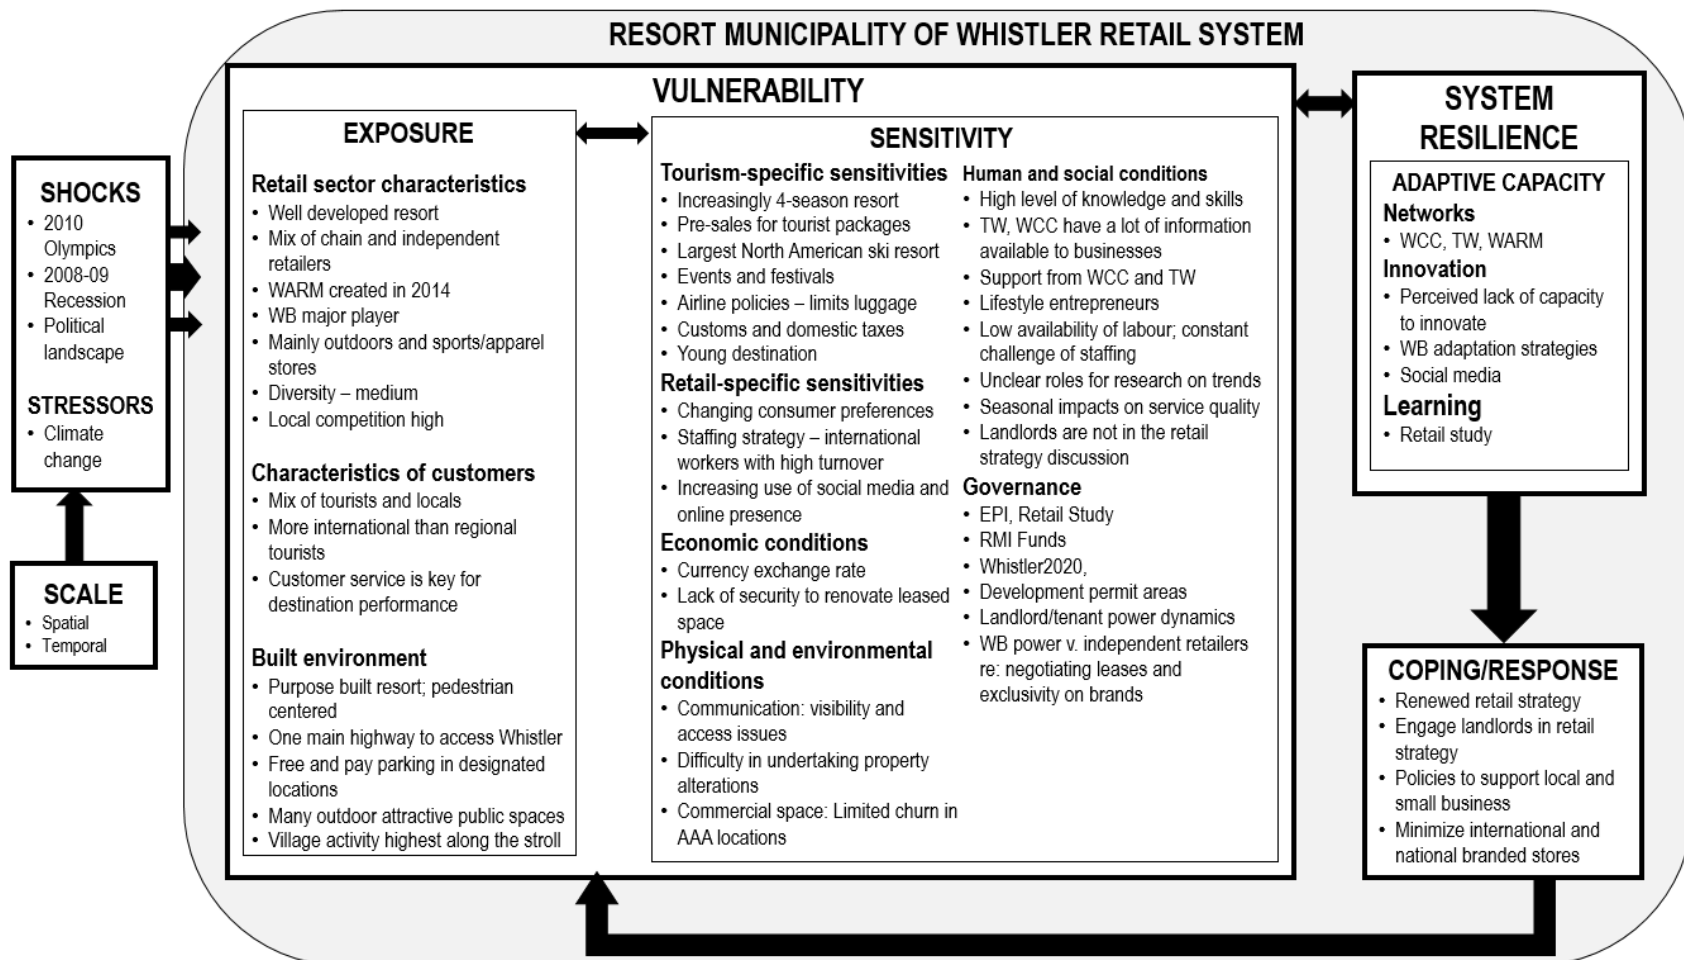 RESORT MUNICIPALITY OF WHISTLER RETAIL SYSTEM
SHOCKS
• 2010
Olympics
• 2008-09
Recession
• Political
landscape
STRESSORS
• Climate
change
SCALE
• Spatial
• Temporal
VULNERABILITY
EXPOSURE
Retail sector characteristics
• Well developed resort
• Mix of chain and independent
retailers
• WARM created in 2014
• WB major player
• Mainly outdoors and sports/apparel
stores
• Diversity – medium
• Local competition high
Characteristics of customers
• Mix of tourists and locals
• More international than regional
tourists
• Customer service is key for
destination performance
Built environment
• Purpose built resort; pedestrian
centered
• One main highway to access Whistler
• Free and pay parking in designated
locations
• Many outdoor attractive public spaces
• Village activity highest along the stroll
SENSITIVITY
Tourism-specific sensitivities
• Increasingly 4-season resort
• Pre-sales for tourist packages
• Largest North American ski resort
• Events and festivals
• Airline policies – limits luggage
• Customs and domestic taxes
• Young destination
Retail-specific sensitivities
• Changing consumer preferences
• Staffing strategy – international
workers with high turnover
• Increasing use of social media and
online presence
Economic conditions
• Currency exchange rate
• Lack of security to renovate leased
space
Physical and environmental
conditions
• Communication: visibility and
access issues
• Difficulty in undertaking property
alterations
• Commercial space: Limited churn in
AAA locations
Human and social conditions
• High level of knowledge and skills
• TW, WCC have a lot of information
available to businesses
• Support from WCC and TW
• Lifestyle entrepreneurs
• Low availability of labour; constant
challenge of staffing
• Unclear roles for research on trends
• Seasonal impacts on service quality
• Landlords are not in the retail
strategy discussion
Governance
• EPI, Retail Study
• RMI Funds
• Whistler2020,
• Development permit areas
• Landlord/tenant power dynamics
• WB power v. independent retailers
re: negotiating leases and
exclusivity on brands
SYSTEM
RESILIENCE
ADAPTIVE CAPACITY
Networks
• WCC, TW, WARM
Innovation
• Perceived lack of capacity
to innovate
• WB adaptation strategies
• Social media
Learning
• Retail study
COPING/RESPONSE
• Renewed retail strategy
• Engage landlords in retail
strategy
• Policies to support local and
small business
• Minimize international and
national branded stores